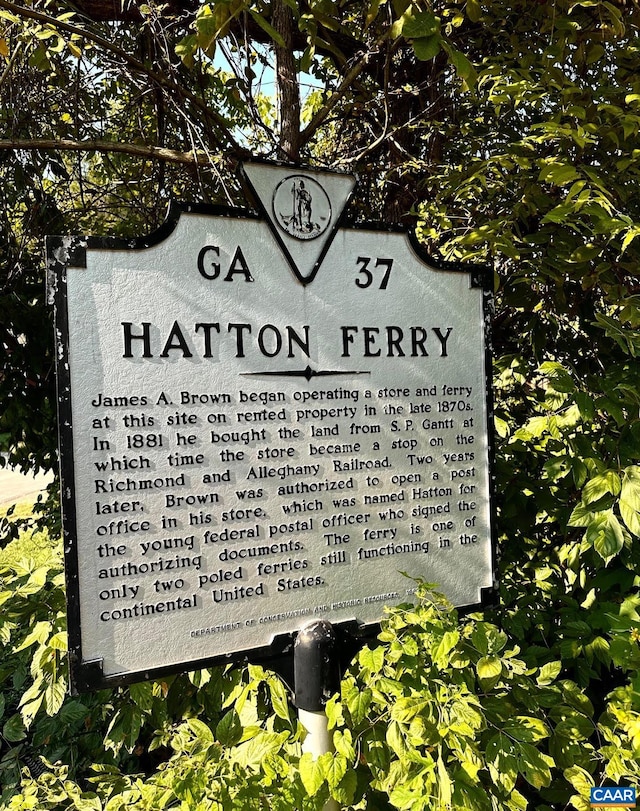 GA 37
HATTON FERRY
James A. Brown began operating a store and ferry
at this site on rented property in the late 1870s.
In 1881 he bought the land from S. P. Gantt at
which time the store became a stop on the
Richmond and Alleghany Railroad. Two years
later, Brown was authorized to open a post
office in his store, which was named Hatton for
the young federal postal officer who signed the
authorizing documents. The ferry is one of
only two poled ferries still functioning in the
continental United States.
DEPARTMENT OF CONSERVATION AND HISTORIC RESOURCES,
CAAR